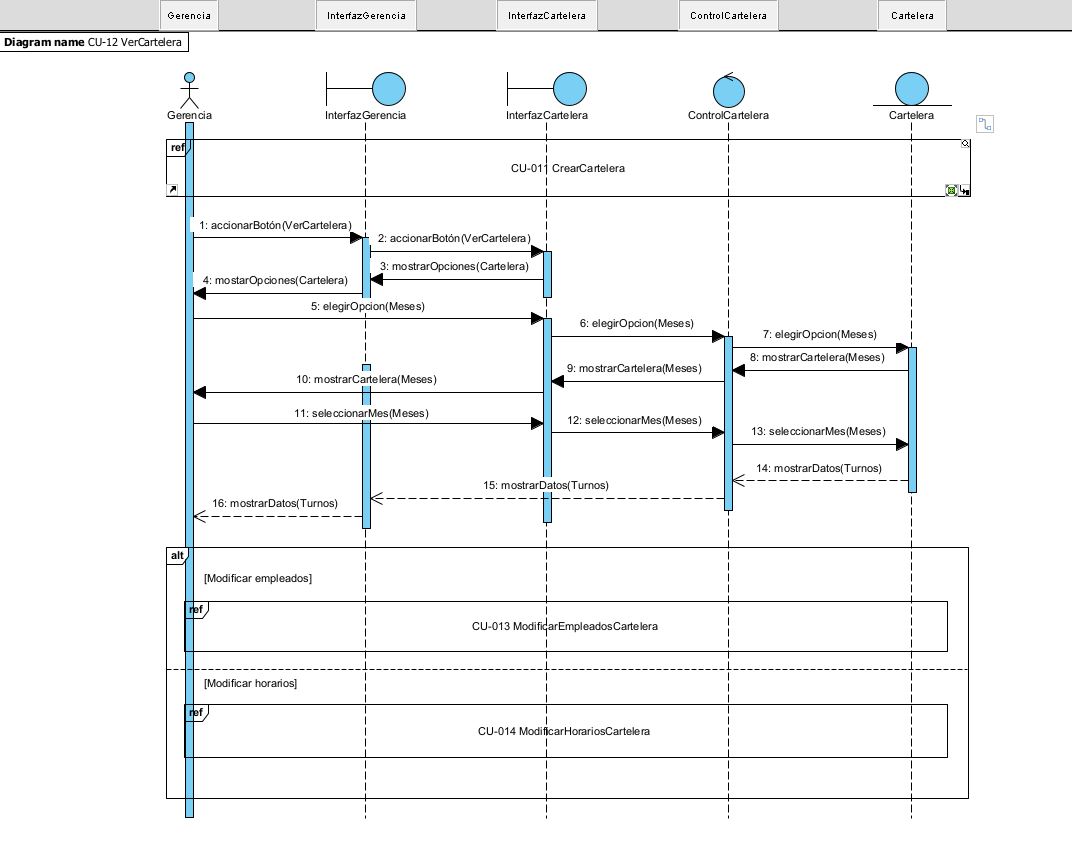 Gerencia
InterfazGerencia
InterfazCartelera
ControlCartelera
Cartelera
Diagram name CU-12 VerCartelera
Gerencia
InterfazGerencia
InterfazCartelera
ControlCartelera
Cartelera
ref
CU-011 CrearCartelera
1: accionarBotón(VerCartelera)
2: accionarBotón(VerCartelera)
3: mostrarOpciones(Cartelera)
4: mostarOpciones(Cartelera)
5: elegirOpcion(Meses)
6: elegirOpcion(Meses)
7: elegirOpcion(Meses)
8: mostrarCartelera(Meses)
9: mostrarCartelera(Meses)
10: mostrarCartelera(Meses)
11: seleccionarMes(Meses)
12: seleccionarMes(Meses)
13: seleccionarMes(Meses)
14: mostrarDatos(Turnos)
15: mostrarDatos(Turnos)
16: mostrarDatos(Turnos)
alt
[Modificar empleados]
ref
CU-013 ModificarEmpleadosCartelera
[Modificar horarios]
ref
CU-014 ModificarHorariosCartelera